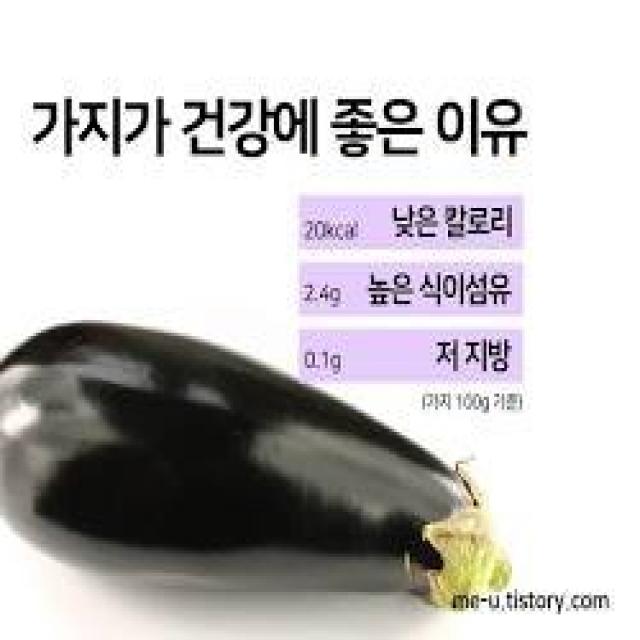 가지가 건강에 좋은 이유
20kcal 낮은 칼로리
2.4g 높은 식이섬유
0.1g 저 지방
(가지 100g 기준)
me-u.tistory.com